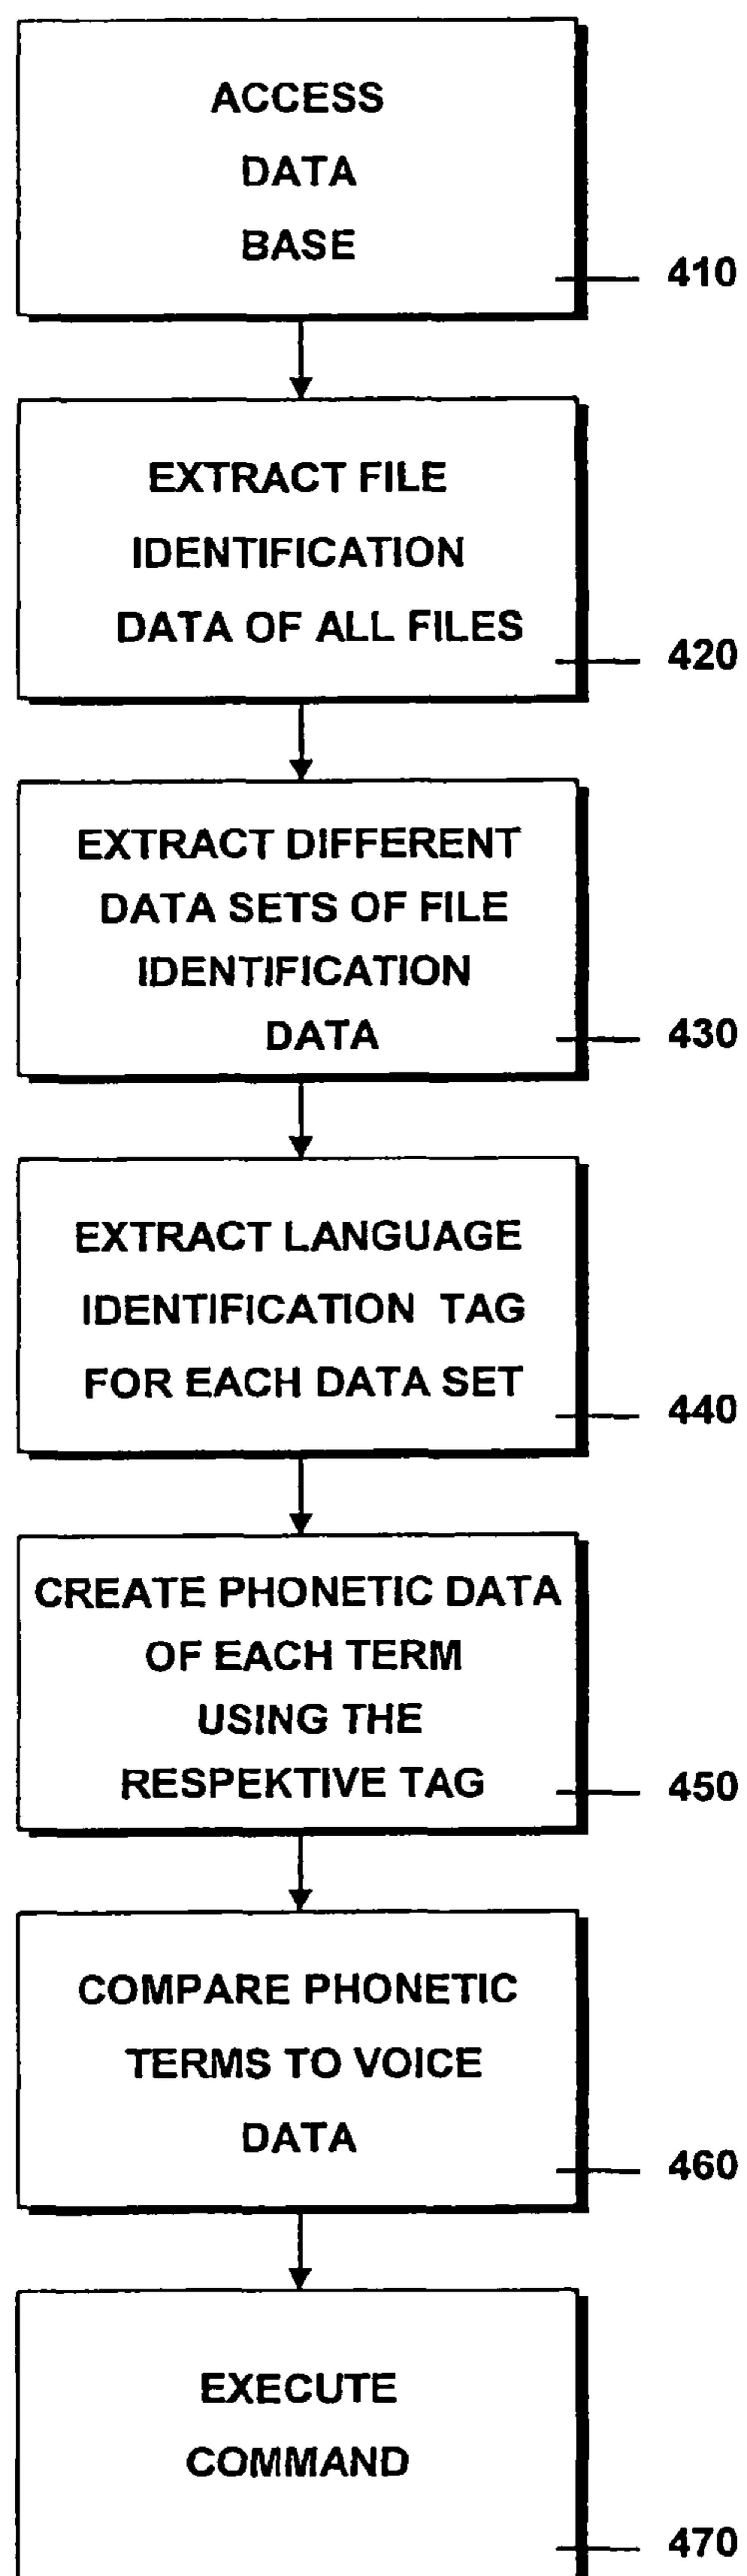 ACCESS
DATA
BASE
410
EXTRACT FILE
IDENTIFICATION
DATA OF ALL FILES
420
EXTRACT DIFFERENT
DATA SETS OF FILE
IDENTIFICATION
DATA
430
EXTRACT LANGUAGE
IDENTIFICATION TAG
FOR EACH DATA SET
440
CREATE PHONETIC DATA
OF EACH TERM
USING THE
RESPEKTIVE TAG
450
COMPARE PHONETIC
TERMS TO VOICE
DATA
460
EXECUTE
COMMAND
470